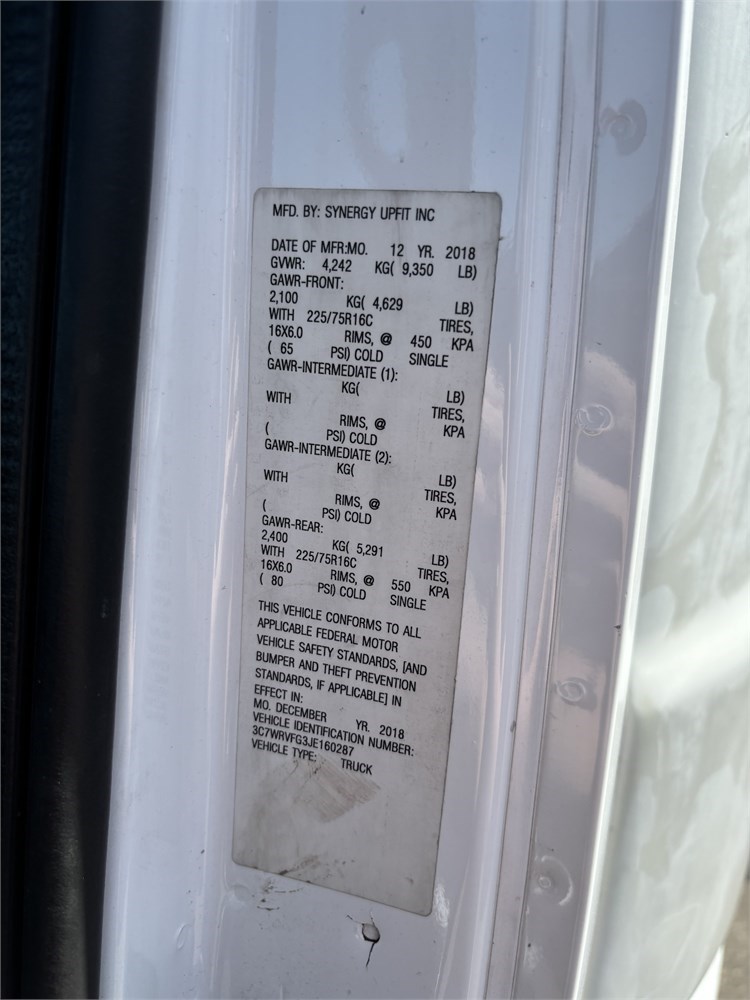 MFD. BY: SYNERGY UPFIT INC
DATE OF MFR:MO. 12 YR. 2018
GVWR: 4,242 KG( 9,350 LB)
GAWR-FRONT:
2,100 KG( 4,629 LB)
WITH 225/75R16C TIRES,
16X6.0 RIMS, @ 450 KPA
( 65 PSI) COLD SINGLE
GAWR-INTERMEDIATE (1):
KG( LB)
WITH TIRES,
RIMS, @ KPA
( PSI) COLD
GAWR-INTERMEDIATE (2):
KG( LB)
WITH TIRES,
RIMS, @ KPA
( PSI) COLD
GAWR-REAR:
2,400 KG( 5,291 LB)
WITH 225/75R16C TIRES,
16X6.0 RIMS, @ 550 KPA
( 80 PSI) COLD SINGLE
THIS VEHICLE CONFORMS TO ALL
APPLICABLE FEDERAL MOTOR
VEHICLE SAFETY STANDARDS, [AND
BUMPER AND THEFT PREVENTION
STANDARDS, IF APPLICABLE] IN
EFFECT IN:
MO. DECEMBER YR. 2018
VEHICLE IDENTIFICATION NUMBER:
3C7WRVFG3JE160287
VEHICLE TYPE: TRUCK